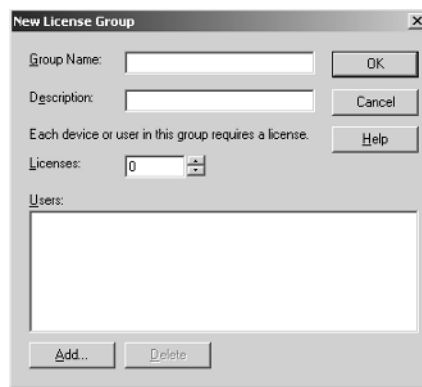 New License Group
Group Name:
OK
Description:
Cancel
Each device or user in this group requires a license.
Help
Licenses:
0
Users:
Add...
Delete